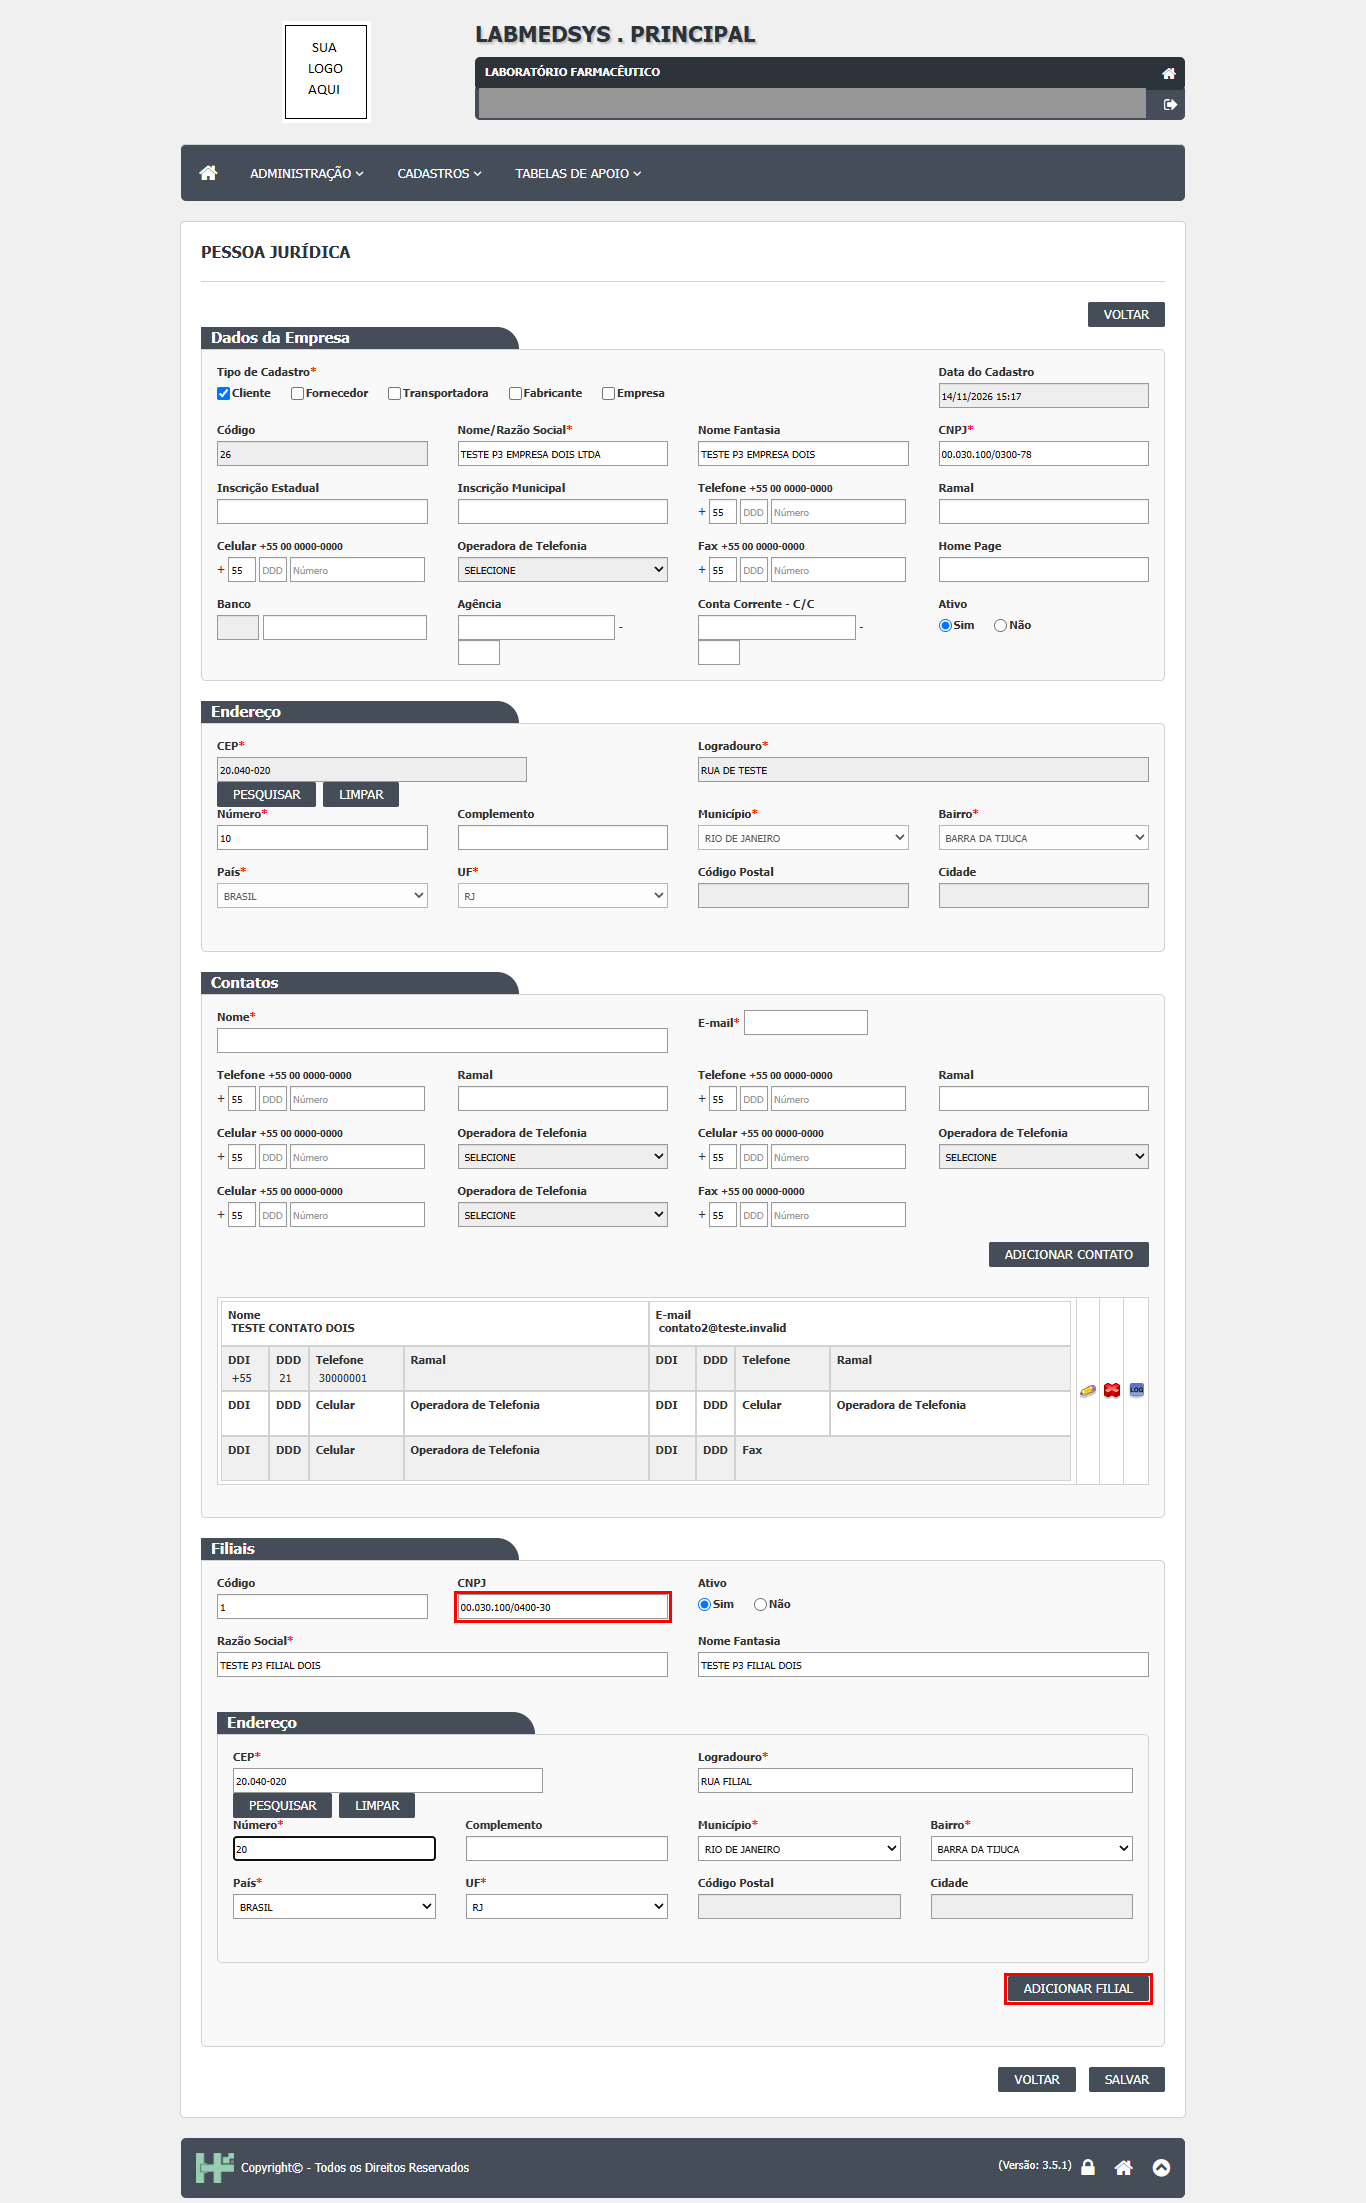 SUA
LOGO
AQUI
LABMEDSYS . PRINCIPAL
LABORATÓRIO FARMACÊUTICO
ADMINISTRAÇÃO CADASTROS TABELAS DE APOIO
PESSOA JURÍDICA
VOLTAR
Dados da Empresa
Tipo de Cadastro* Data do Cadastro
Cliente Fornecedor Transportadora Fabricante Empresa 14/11/2026 15:17
Código Nome/Razão Social* Nome Fantasia CNPJ*
26 TESTE P3 EMPRESA DOIS LTDA TESTE P3 EMPRESA DOIS 00.030.100/0300-78
Inscrição Estadual Inscrição Municipal Telefone +55 00 0000-0000 Ramal
+ 55 DDD Número
Celular +55 00 0000-0000 Operadora de Telefonia Fax +55 00 0000-0000 Home Page
+ 55 DDD Número SELECIONE + 55 DDD Número
Banco Agência Conta Corrente - C/C Ativo
- - Sim Não
Endereço
CEP* Logradouro*
20.040-020 RUA DE TESTE
PESQUISAR LIMPAR
Número* Complemento Município* Bairro*
10 RIO DE JANEIRO BARRA DA TIJUCA
País* UF* Código Postal Cidade
BRASIL RJ
Contatos
Nome* E-mail*
Telefone +55 00 0000-0000 Ramal Telefone +55 00 0000-0000 Ramal
+ 55 DDD Número + 55 DDD Número
Celular +55 00 0000-0000 Operadora de Telefonia Celular +55 00 0000-0000 Operadora de Telefonia
+ 55 DDD Número SELECIONE + 55 DDD Número SELECIONE
Celular +55 00 0000-0000 Operadora de Telefonia Fax +55 00 0000-0000
+ 55 DDD Número SELECIONE + 55 DDD Número
ADICIONAR CONTATO
Nome E-mail
TESTE CONTATO DOIS contato2@teste.invalid
DDI DDD Telefone Ramal DDI DDD Telefone Ramal
+55 21 30000001
LOG
DDI DDD Celular Operadora de Telefonia DDI DDD Celular Operadora de Telefonia
DDI DDD Celular Operadora de Telefonia DDI DDD Fax
Filiais
Código CNPJ Ativo
1 00.030.100/0400-30 Sim Não
Razão Social* Nome Fantasia
TESTE P3 FILIAL DOIS TESTE P3 FILIAL DOIS
Endereço
CEP* Logradouro*
20.040-020 RUA FILIAL
PESQUISAR LIMPAR
Número* Complemento Município* Bairro*
20 RIO DE JANEIRO BARRA DA TIJUCA
País* UF* Código Postal Cidade
BRASIL RJ
ADICIONAR FILIAL
VOLTAR SALVAR
Copyright© - Todos os Direitos Reservados (Versão: 3.5.1)